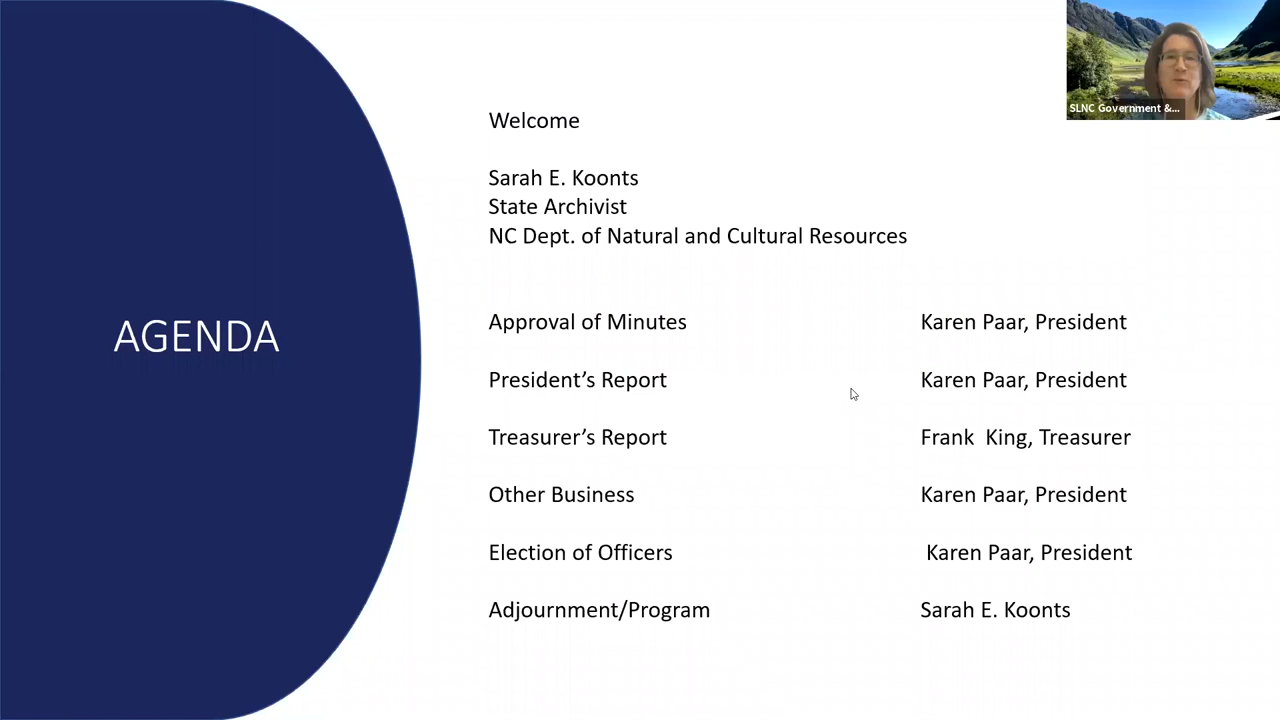 SLNC Government &...
AGENDA
Welcome
Sarah E. Koonts
State Archivist
NC Dept. of Natural and Cultural Resources
Approval of Minutes Karen Paar, President
President’s Report Karen Paar, President
Treasurer’s Report Frank  King, Treasurer
Other Business Karen Paar, President
Election of Officers Karen Paar, President
Adjournment/Program Sarah E. Koonts